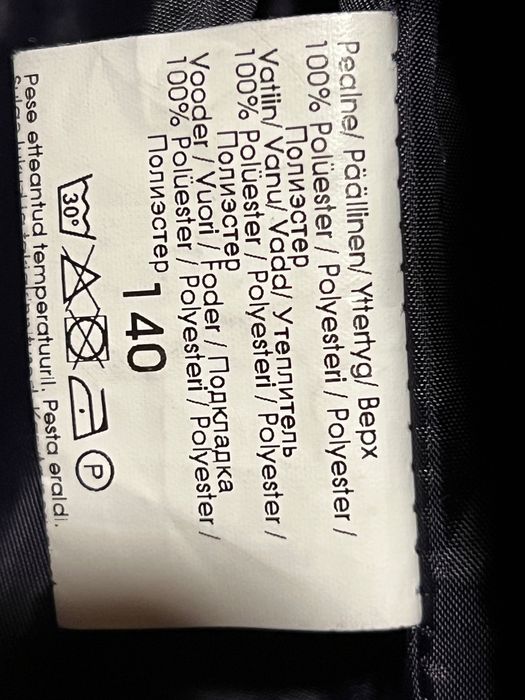 Pealne/ Päällinen/ Yttertyg/ Верх
100% Polüester / Polyesteri / Polyester /
Полиэстер
Vatiin/ Vanu/ Vadd/ Утеплитель
100% Polüester / Polyesteri / Polyester /
Полиэстер
Vooder / Vuori / Foder / Подкладка
100% Polüester / Polyesteri / Polyester /
Полиэстер
140
30° P
Pese etteantud temperatuuril. Pesta eraldi.